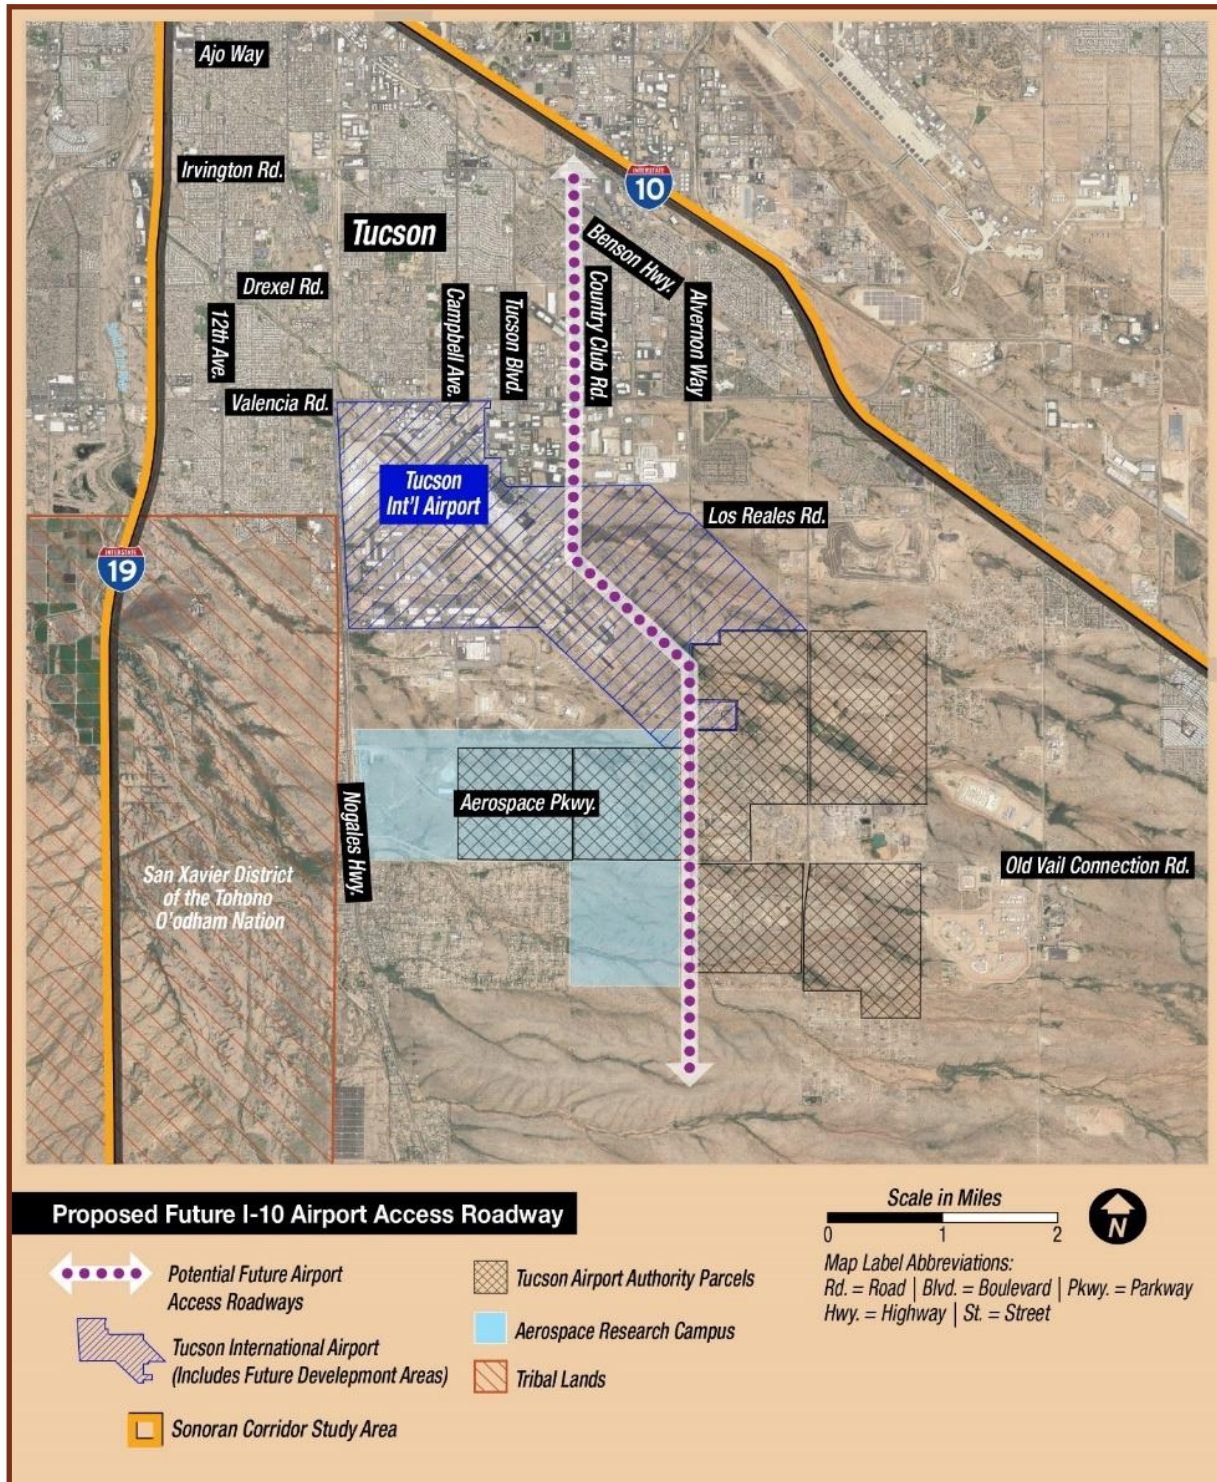 Ajo Way
Irvington Rd.
INTERSTATE
10
Tucson
Benson Hwy.
Drexel Rd.
12th Ave.
Campbell Ave.
Tucson Blvd.
Country Club Rd.
Alvernon Way
Valencia Rd.
Tucson
Int'l Airport
Los Reales Rd.
INTERSTATE
19
Nogales Hwy.
Aerospace Pkwy.
San Xavier District
of the Tohono
O'odham Nation
Old Vail Connection Rd.
Proposed Future I-10 Airport Access Roadway
Scale in Miles
0 1 2
N
Potential Future Airport
Access Roadways
Tucson International Airport
(Includes Future Develepment Areas)
Sonoran Corridor Study Area
Tucson Airport Authority Parcels
Aerospace Research Campus
Tribal Lands
Map Label Abbreviations:
Rd. = Road | Blvd. = Boulevard | Pkwy. = Parkway
Hwy. = Highway | St. = Street